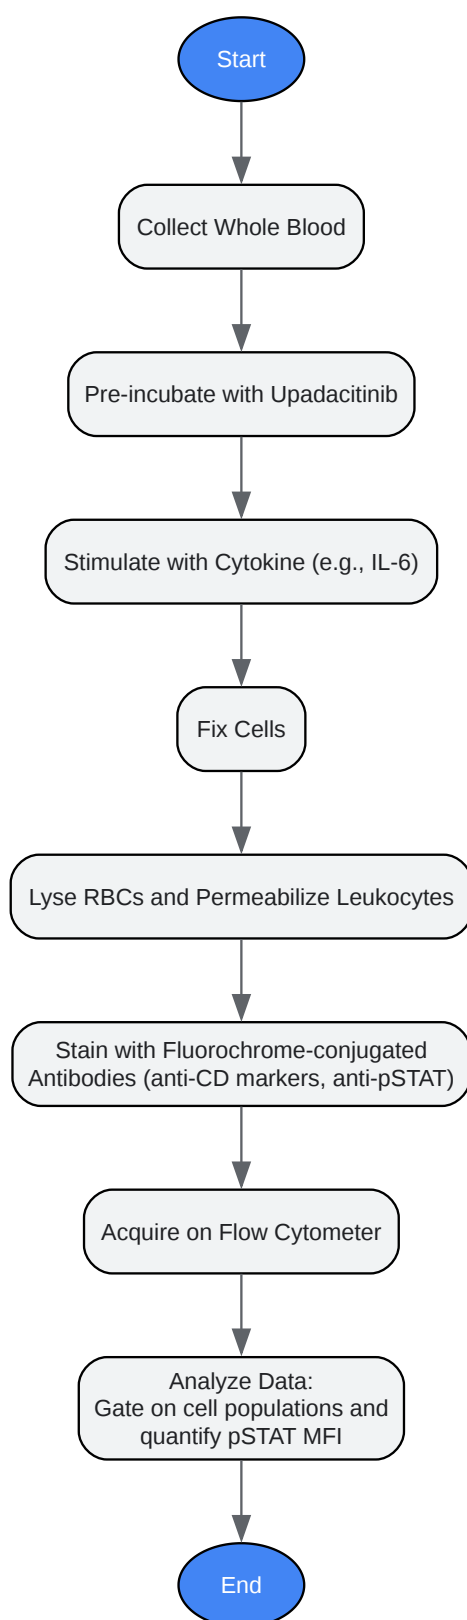 Start
Collect Whole Blood
Pre-incubate with Upadacitinib
Stimulate with Cytokine (e.g., IL-6)
Fix Cells
Lyse RBCs and Permeabilize Leukocytes
Stain with Fluorochrome-conjugated
Antibodies (anti-CD markers, anti-pSTAT)
Acquire on Flow Cytometer
Analyze Data:
Gate on cell populations and
quantify pSTAT MFI
End